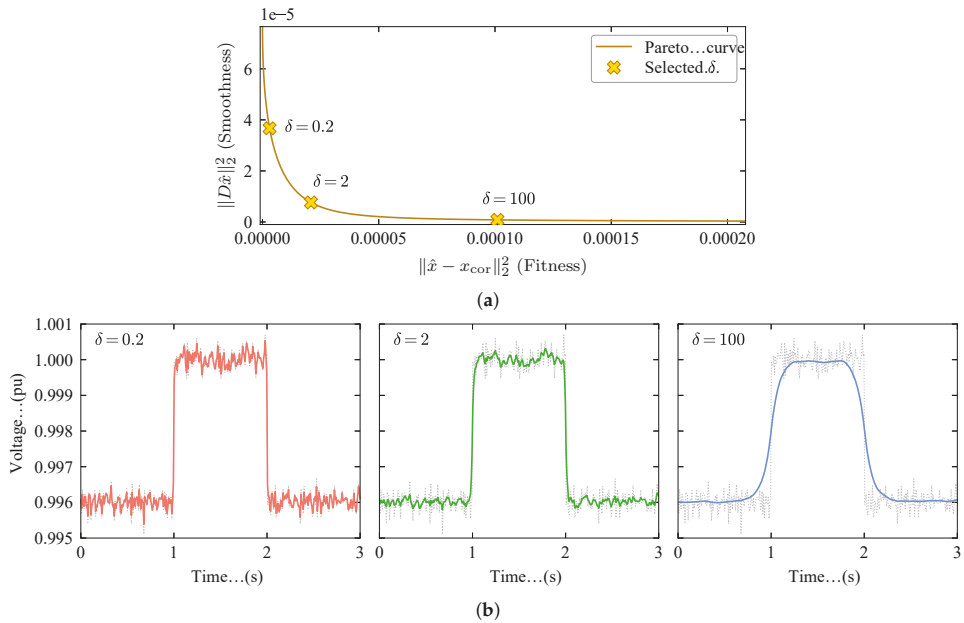 1e−5
6
4
2
0
‖Dx̂‖₂² (Smoothness)
Pareto…curve
Selected.δ.
δ = 0.2
δ = 2
δ = 100
0.00000 0.00005 0.00010 0.00015 0.00020
‖x̂ − x_cor‖₂² (Fitness)
(a)
1.001
1.000
0.999
0.998
0.997
0.996
0.995
Voltage…(pu)
δ = 0.2 δ = 2 δ = 100
0 1 2 3 0 1 2 3 0 1 2 3
Time…(s) Time…(s) Time…(s)
(b)